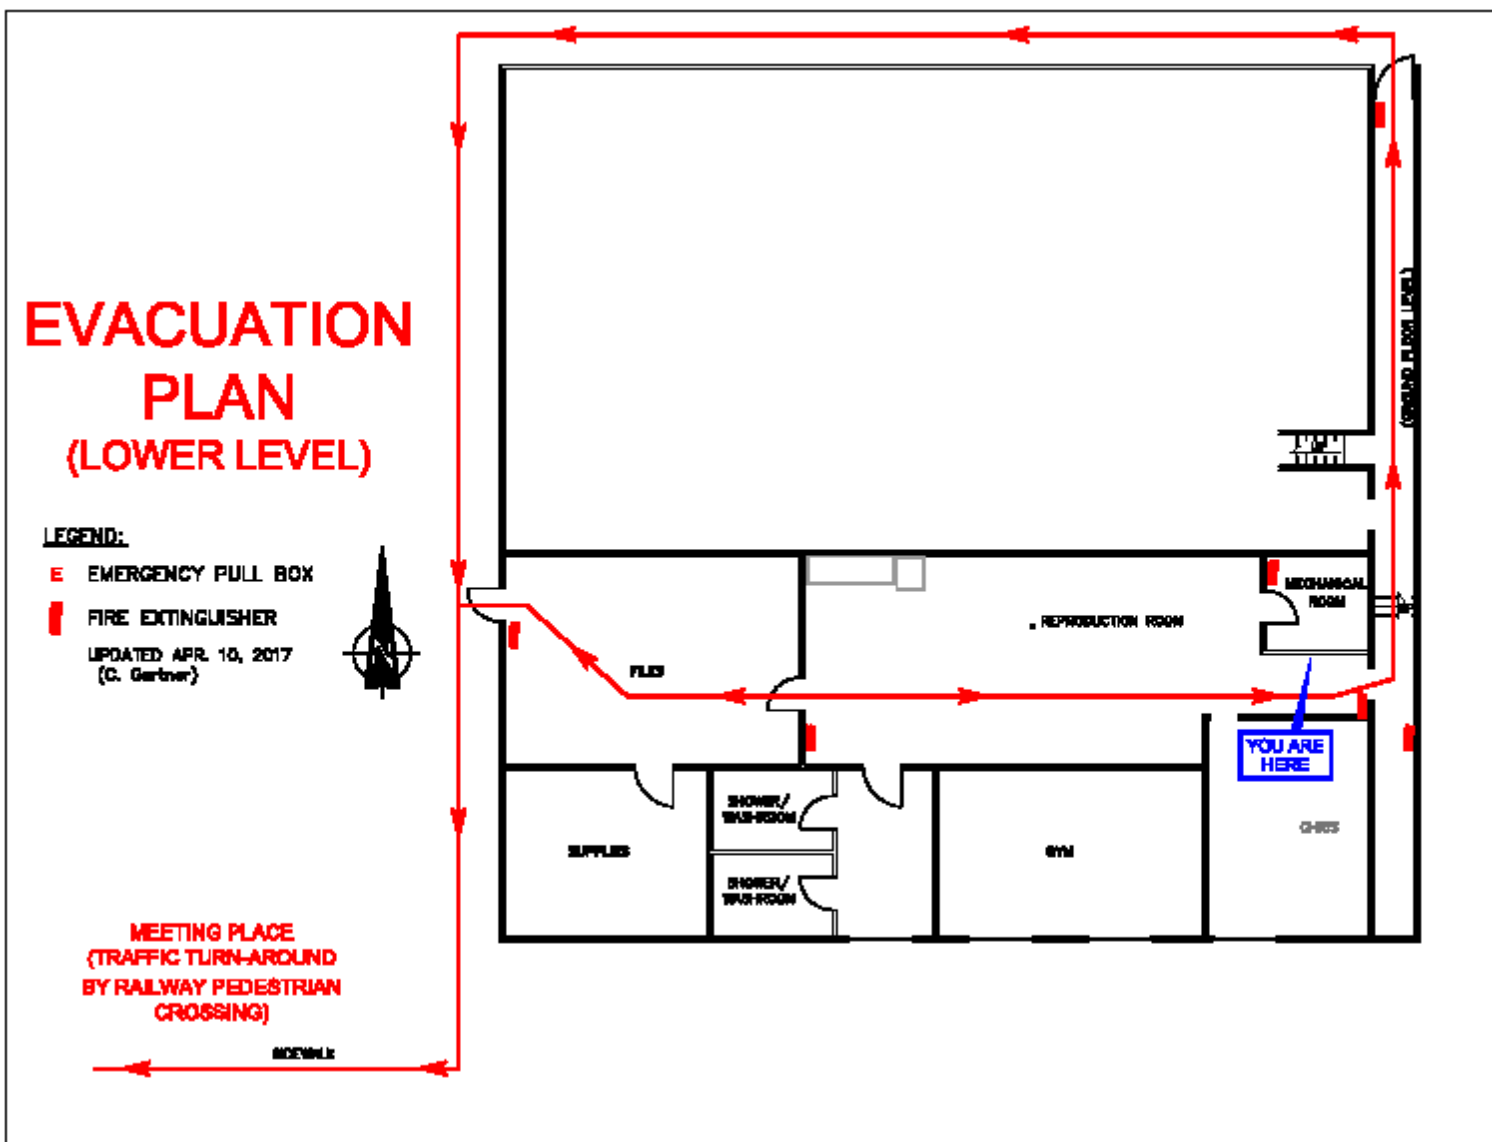 EVACUATION
PLAN
(LOWER LEVEL)
LEGEND:
E EMERGENCY PULL BOX
FIRE EXTINGUISHER
UPDATED APR. 10, 2017
(C. Gartner)
MEETING PLACE
(TRAFFIC TURN-AROUND
BY RAILWAY PEDESTRIAN
CROSSING)
SIDEWALK
FILES
REPRODUCTION ROOM
MECHANICAL
ROOM
(GROUND FLOOR LEVEL)
YOU ARE
HERE
SUPPLIES
SHOWER/
WASHROOM
SHOWER/
WASHROOM
GYM
CHRIS